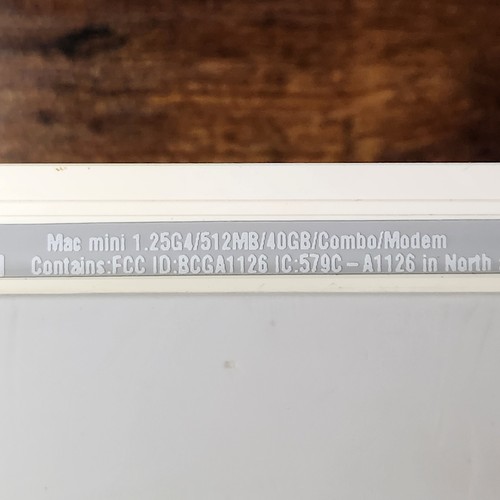 Mac mini 1.25G4/512MB/40GB/Combo/Modem
Contains:FCC ID:BCGA1126 IC:579C-A1126 in North